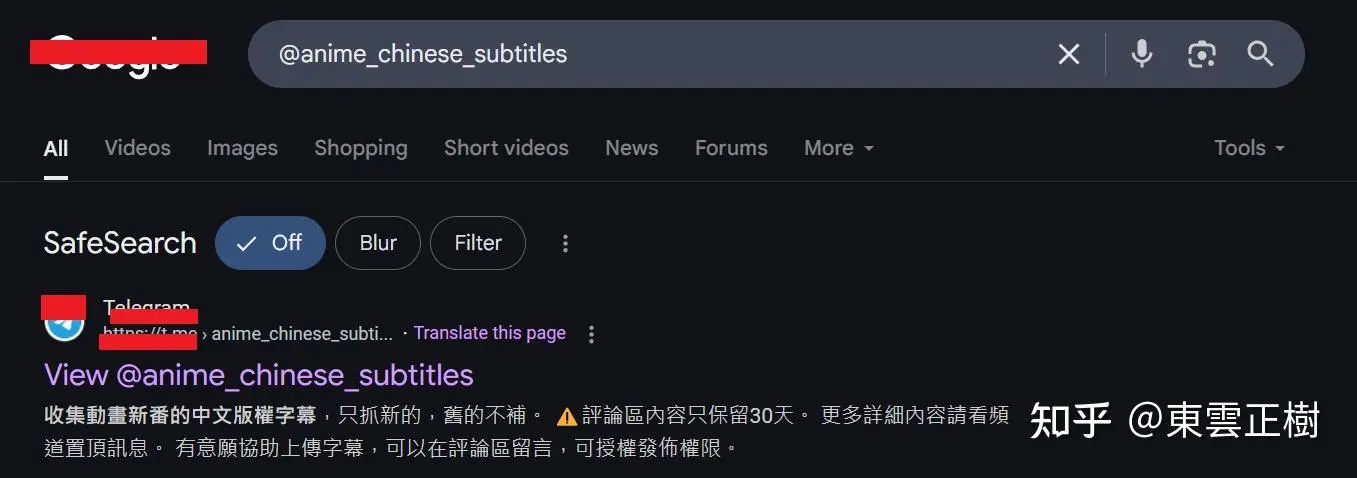 Google
@anime_chinese_subtitles
All Videos Images Shopping Short videos News Forums More Tools
SafeSearch Off Blur Filter
Telegram
https://t.me › anime_chinese_subti... · Translate this page
View @anime_chinese_subtitles
收集動畫新番的中文版權字幕，只抓新的，舊的不補。 ⚠️評論區內容只保留30天。 更多詳細內容請看頻
道置頂訊息。 有意願協助上傳字幕，可以在評論區留言，可授權發佈權限。
知乎 @東雲正樹